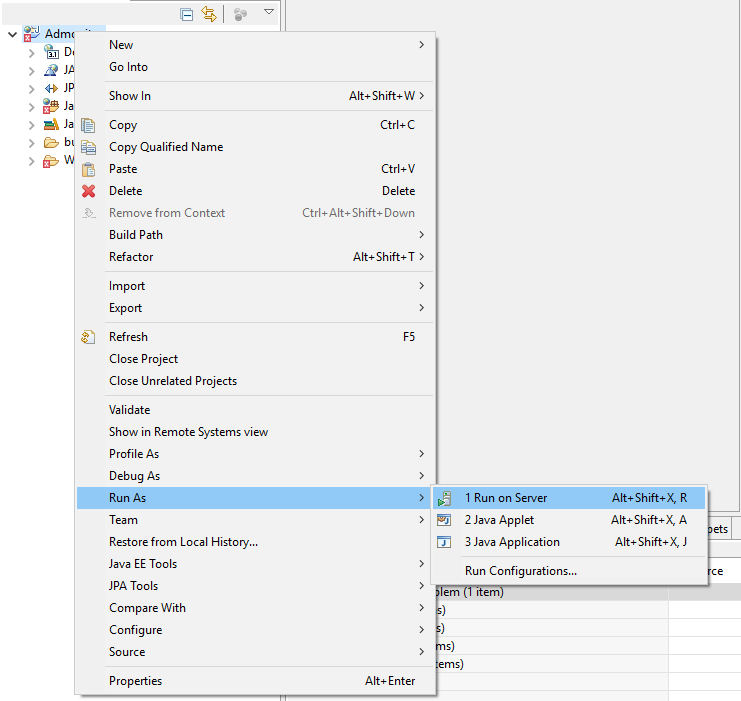 New
Go Into
Show In Alt+Shift+W
Copy Ctrl+C
Copy Qualified Name
Paste Ctrl+V
Delete Delete
Remove from Context Ctrl+Alt+Shift+Down
Build Path
Refactor Alt+Shift+T
Import
Export
Refresh F5
Close Project
Close Unrelated Projects
Validate
Show in Remote Systems view
Profile As
Debug As
Run As
1 Run on Server Alt+Shift+X, R
Team
2 Java Applet Alt+Shift+X, A
Restore from Local History...
3 Java Application Alt+Shift+X, J
Java EE Tools
Run Configurations...
JPA Tools
(1 item)
Compare With
Configure
Source
Properties Alt+Enter